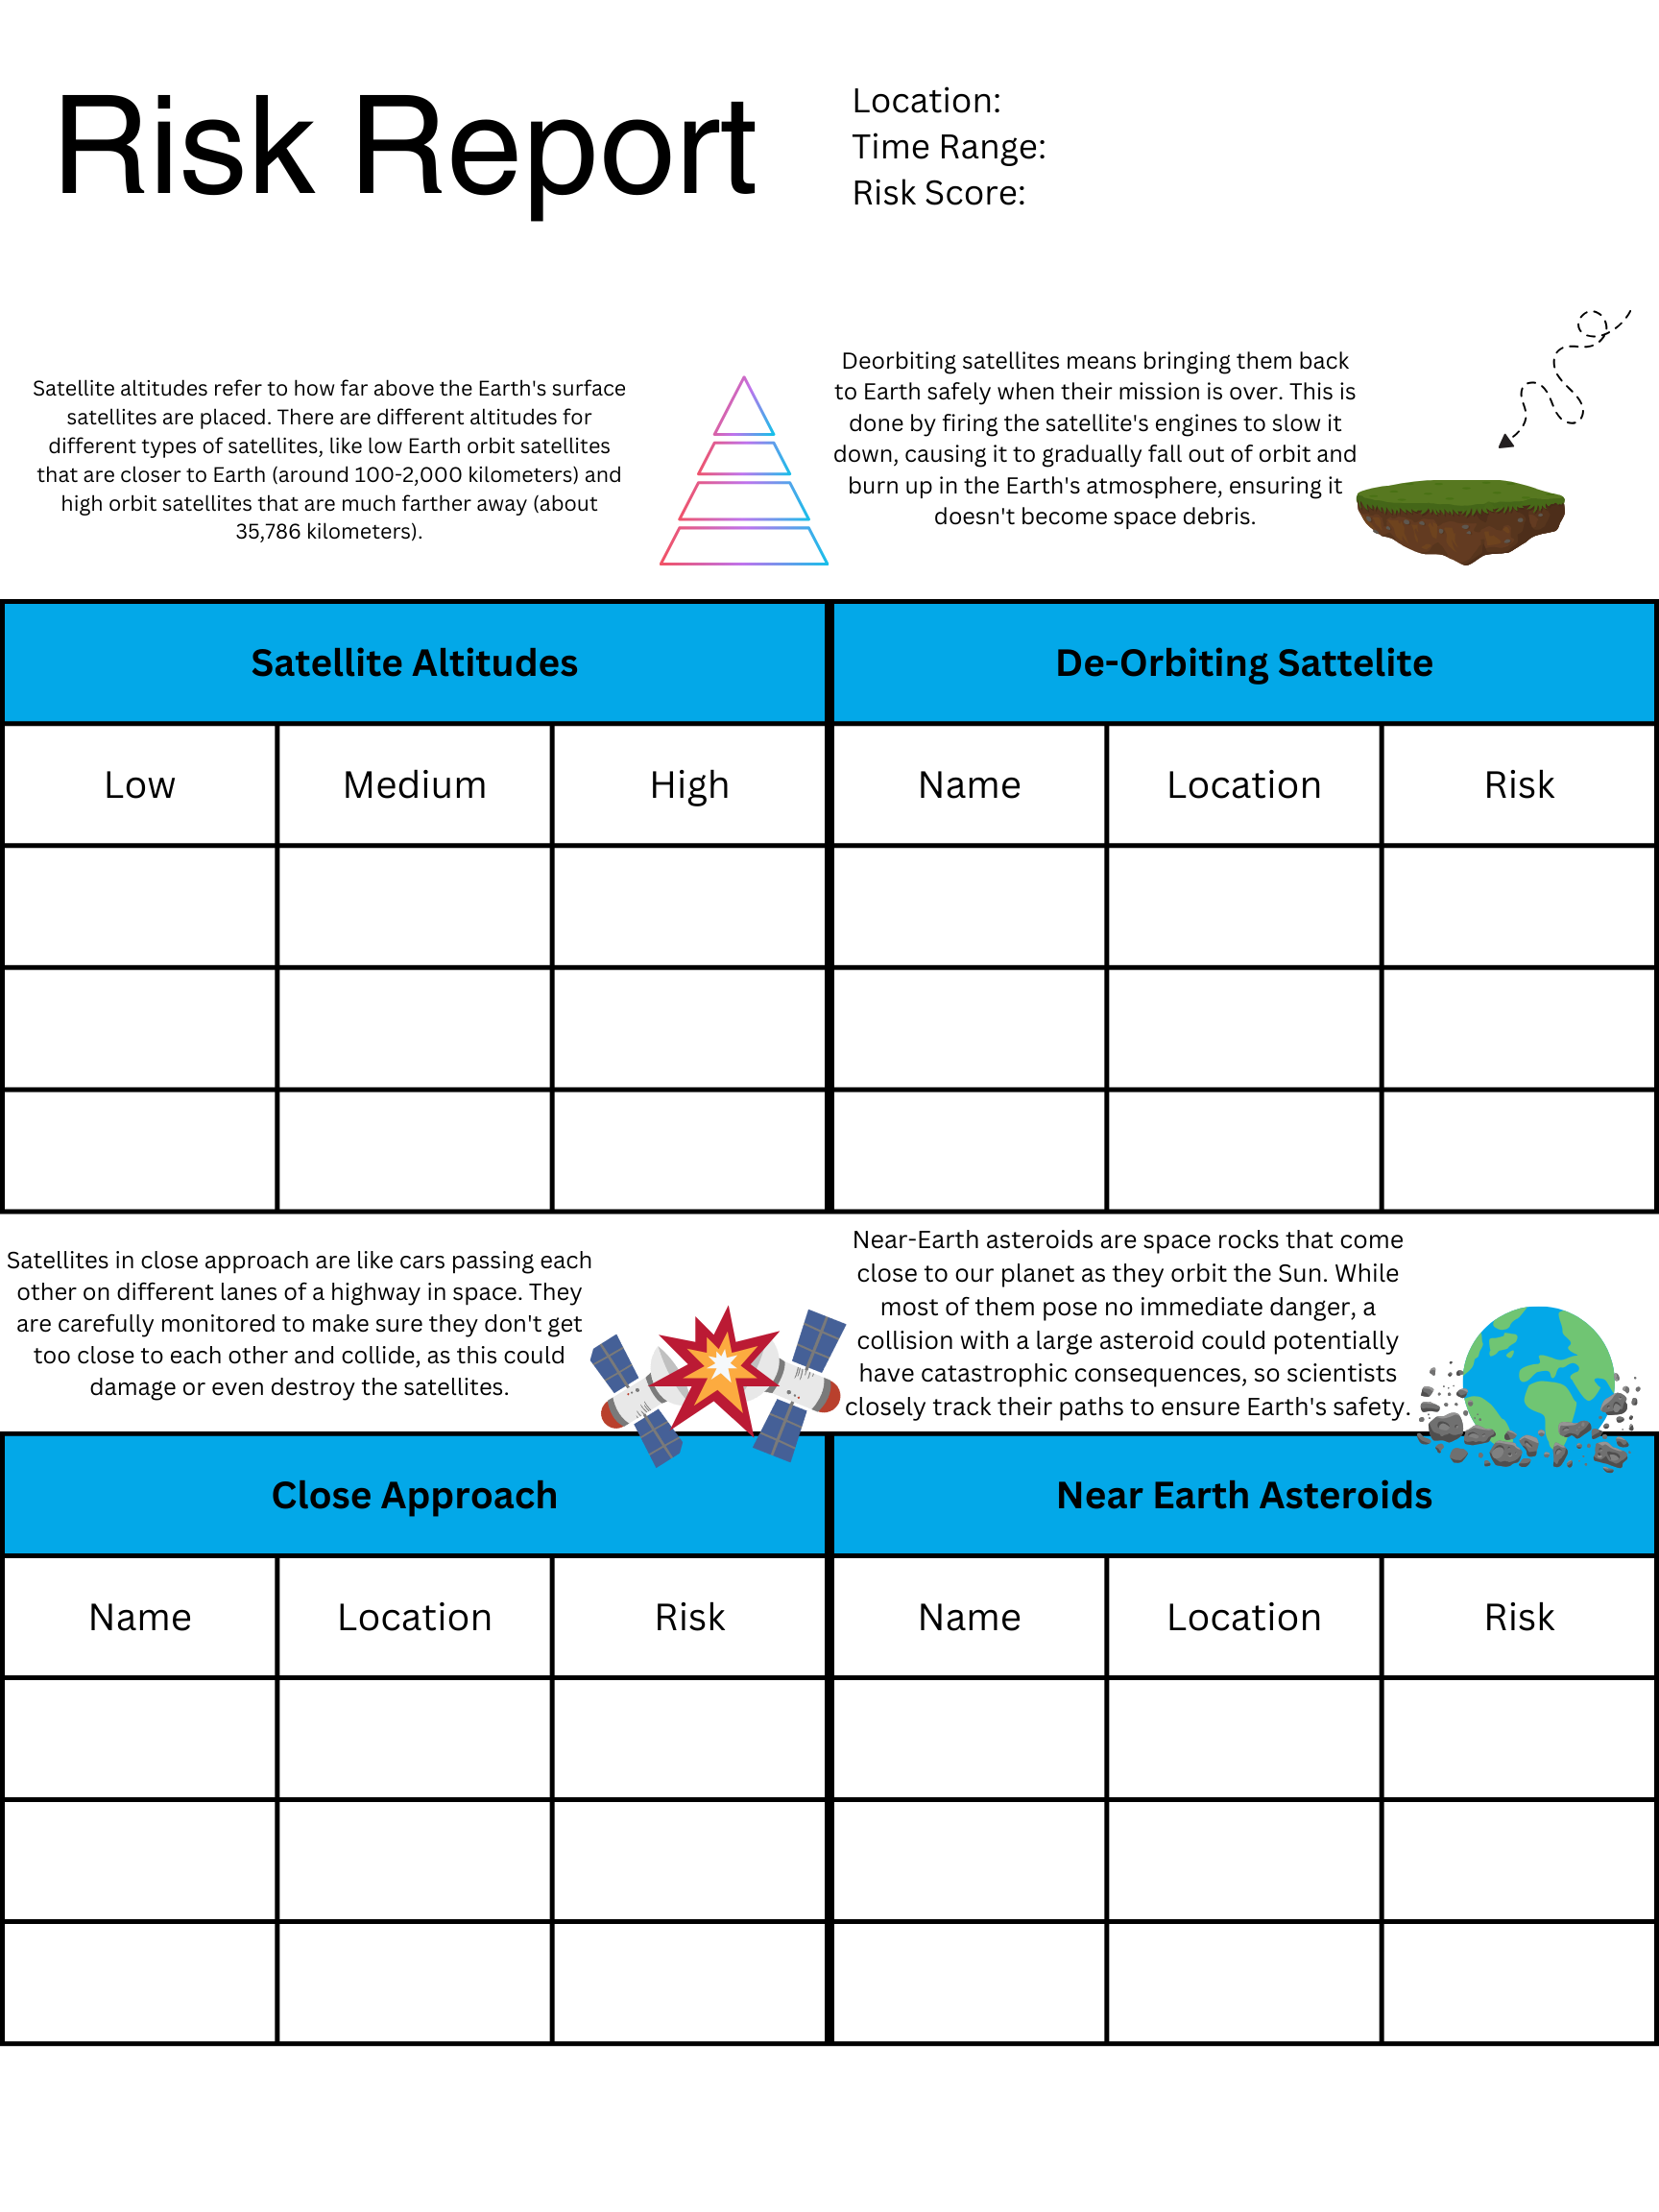 Risk Report
Location:
Time Range:
Risk Score:
Satellite altitudes refer to how far above the Earth's surface
satellites are placed. There are different altitudes for
different types of satellites, like low Earth orbit satellites
that are closer to Earth (around 100-2,000 kilometers) and
high orbit satellites that are much farther away (about
35,786 kilometers).
Deorbiting satellites means bringing them back
to Earth safely when their mission is over. This is
done by firing the satellite's engines to slow it
down, causing it to gradually fall out of orbit and
burn up in the Earth's atmosphere, ensuring it
doesn't become space debris.
Satellite Altitudes
De-Orbiting Sattelite
Low
Medium
High
Name
Location
Risk
Satellites in close approach are like cars passing each
other on different lanes of a highway in space. They
are carefully monitored to make sure they don't get
too close to each other and collide, as this could
damage or even destroy the satellites.
Near-Earth asteroids are space rocks that come
close to our planet as they orbit the Sun. While
most of them pose no immediate danger, a
collision with a large asteroid could potentially
have catastrophic consequences, so scientists
closely track their paths to ensure Earth's safety.
Close Approach
Near Earth Asteroids
Name
Location
Risk
Name
Location
Risk